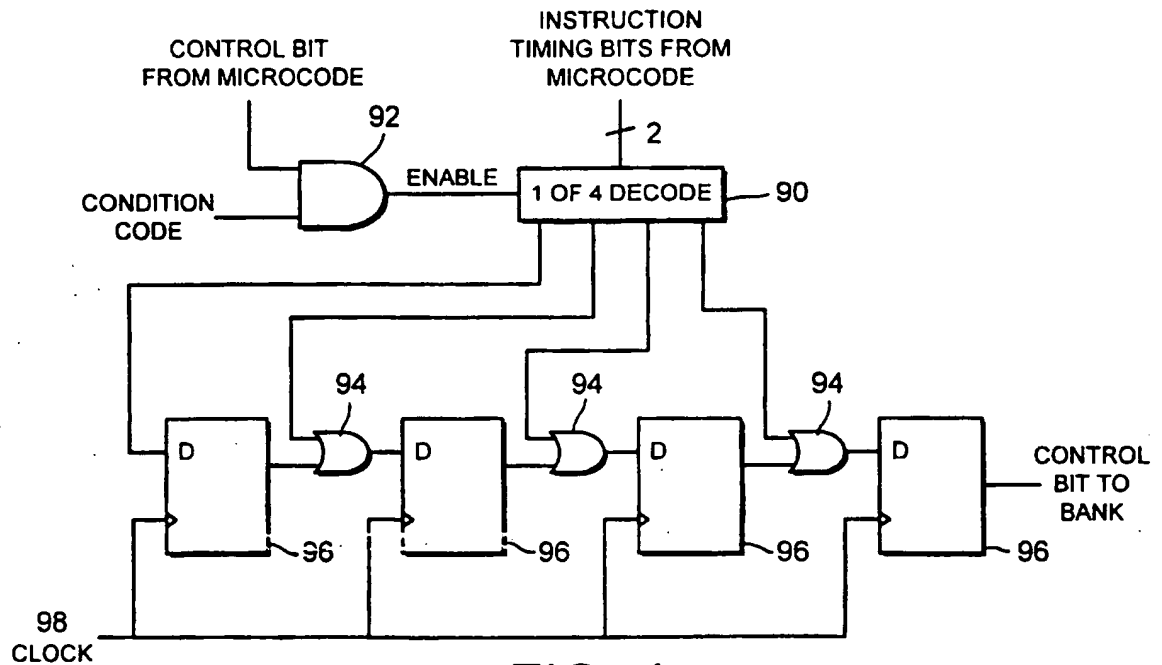 INSTRUCTION
TIMING BITS FROM
MICROCODE
CONTROL BIT
FROM MICROCODE
92
2
ENABLE
1 OF 4 DECODE
90
CONDITION
CODE
94
94
94
D
D
D
D
CONTROL
BIT TO
BANK
96
96
96
96
98
CLOCK